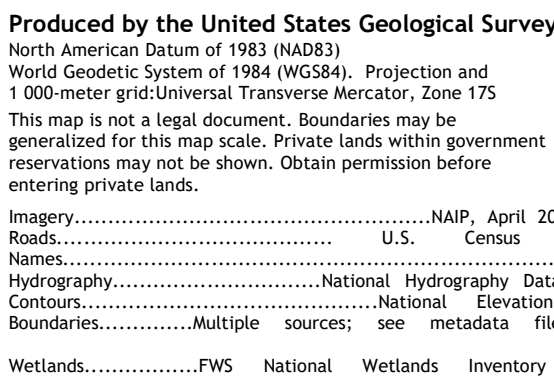 Produced by the United States Geological Survey
North American Datum of 1983 (NAD83)
World Geodetic System of 1984 (WGS84). Projection and
1 000-meter grid:Universal Transverse Mercator, Zone 17S
This map is not a legal document. Boundaries may be
generalized for this map scale. Private lands within government
reservations may not be shown. Obtain permission before
entering private lands.
Imagery.....................................................NAIP, April 20
Roads......................................... U.S. Census
Names.......................................................................
Hydrography...............................National Hydrography Data
Contours............................................National Elevation
Boundaries..............Multiple sources; see metadata file
Wetlands.................FWS National Wetlands Inventory